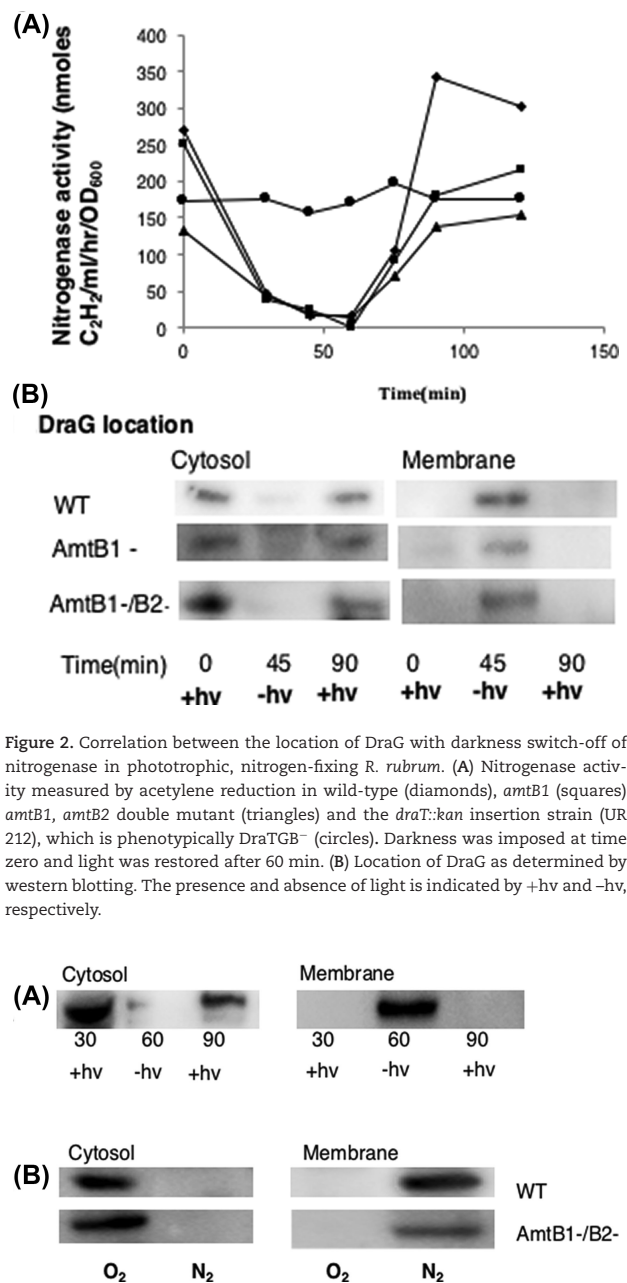 (A)
Nitrogenase activity (nmoles
C₂H₂/ml/hr/OD₆₀₀
400
350
300
250
200
150
100
50
0
0 50 100 150
Time(min)
(B)
DraG location
Cytosol Membrane
WT
AmtB1 -
AmtB1-/B2-
Time(min) 0 45 90 0 45 90
+hv -hv +hv +hv -hv +hv
Figure 2. Correlation between the location of DraG with darkness switch-off of
nitrogenase in phototrophic, nitrogen-fixing R. rubrum. (A) Nitrogenase activ-
ity measured by acetylene reduction in wild-type (diamonds), amtB1 (squares)
amtB1, amtB2 double mutant (triangles) and the draT::kan insertion strain (UR
212), which is phenotypically DraTGB⁻ (circles). Darkness was imposed at time
zero and light was restored after 60 min. (B) Location of DraG as determined by
western blotting. The presence and absence of light is indicated by +hv and –hv,
respectively.
(A)
Cytosol Membrane
30 60 90 30 60 90
+hv -hv +hv +hv -hv +hv
(B)
Cytosol Membrane
WT
AmtB1-/B2-
O₂ N₂ O₂ N₂